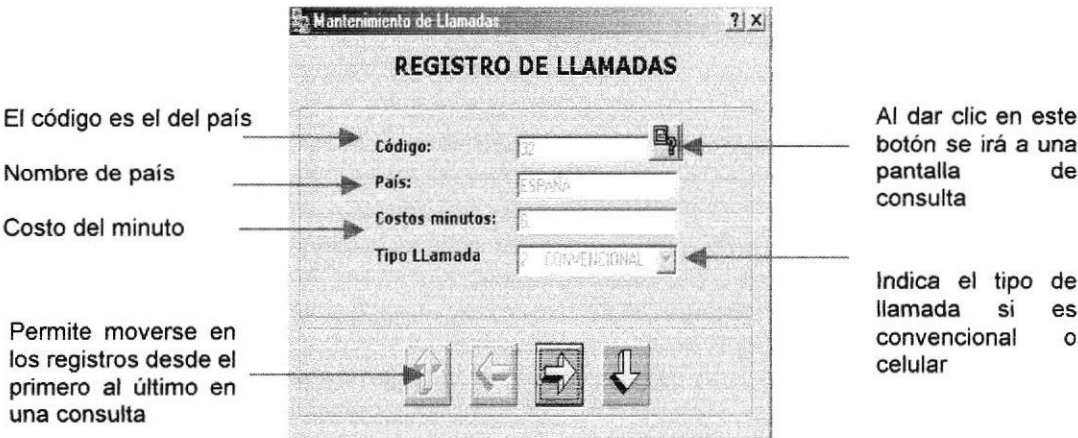 Mantenimiento de Llamadas
REGISTRO DE LLAMADAS
El código es el del país
Nombre de país
Costo del minuto
Permite moverse en
los registros desde el
primero al último en
una consulta
Código: 32
País: ESPAÑA
Costos minutos: 6.
Tipo LLamada 2 CONVENCIONAL
Al dar clic en este
botón se irá a una
pantalla de
consulta
Indica el tipo de
llamada si es
convencional o
celular